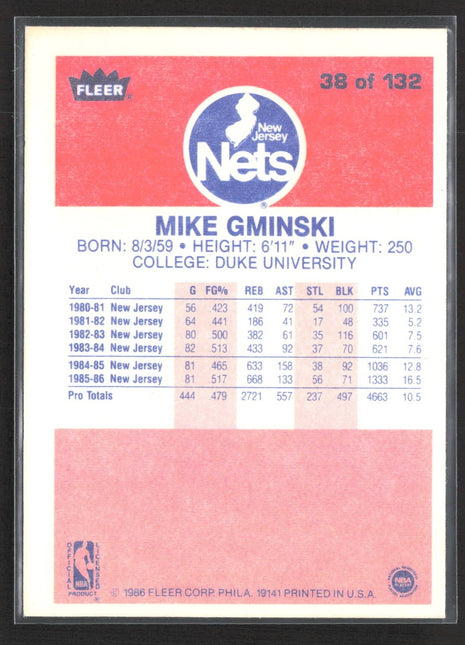 FLEER
38 of 132
New
Jersey
Nets
MIKE GMINSKI
BORN: 8/3/59 • HEIGHT: 6'11" • WEIGHT: 250
COLLEGE: DUKE UNIVERSITY
Year Club G FG% REB AST STL BLK PTS AVG
1980-81 New Jersey 56 423 419 72 54 100 737 13.2
1981-82 New Jersey 64 441 186 41 17 48 335 5.2
1982-83 New Jersey 80 500 382 61 35 116 601 7.5
1983-84 New Jersey 82 513 433 92 37 70 621 7.6
1984-85 New Jersey 81 465 633 158 38 92 1036 12.8
1985-86 New Jersey 81 517 668 133 56 71 1333 16.5
Pro Totals 444 479 2721 557 237 497 4663 10.5
OFFICIAL LICENSED
NBA
PRODUCT
© 1986 FLEER CORP. PHILA. 19141 PRINTED IN U.S.A.
NBA
PLAYERS